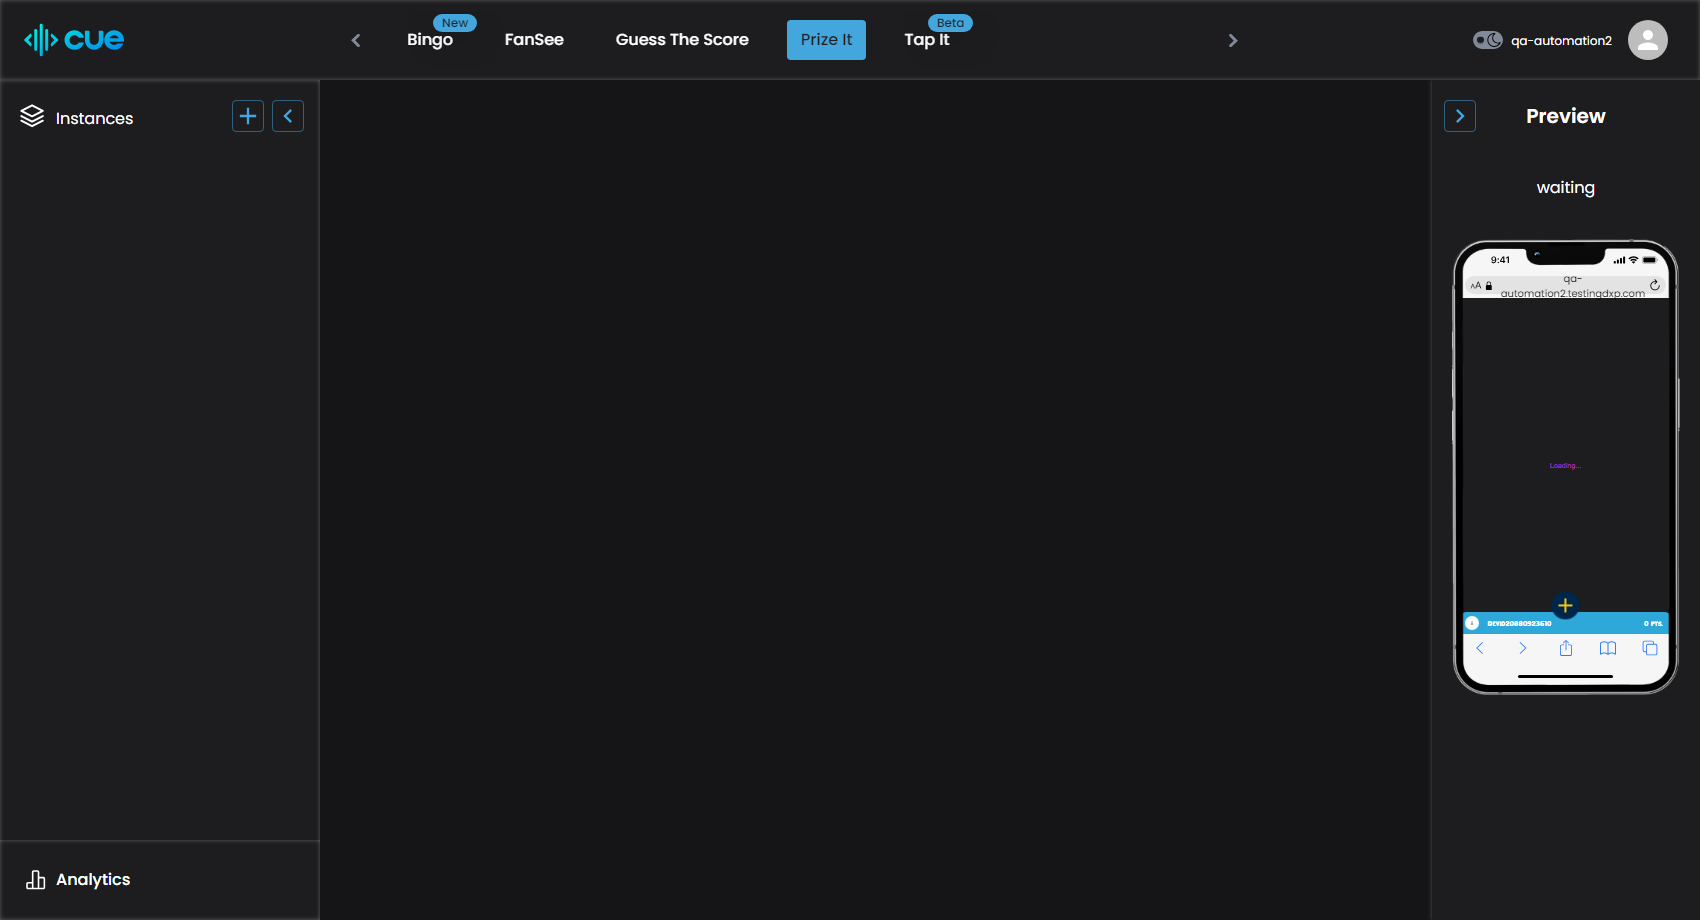 cue
Bingo
New
FanSee
Guess The Score
Prize It
Tap It
Beta
qa-automation2
Instances
Preview
waiting
9:41
AA
qa-
automation2.testingdxp.com
Loading...
DEVID20880923610
0 PTS.
Analytics